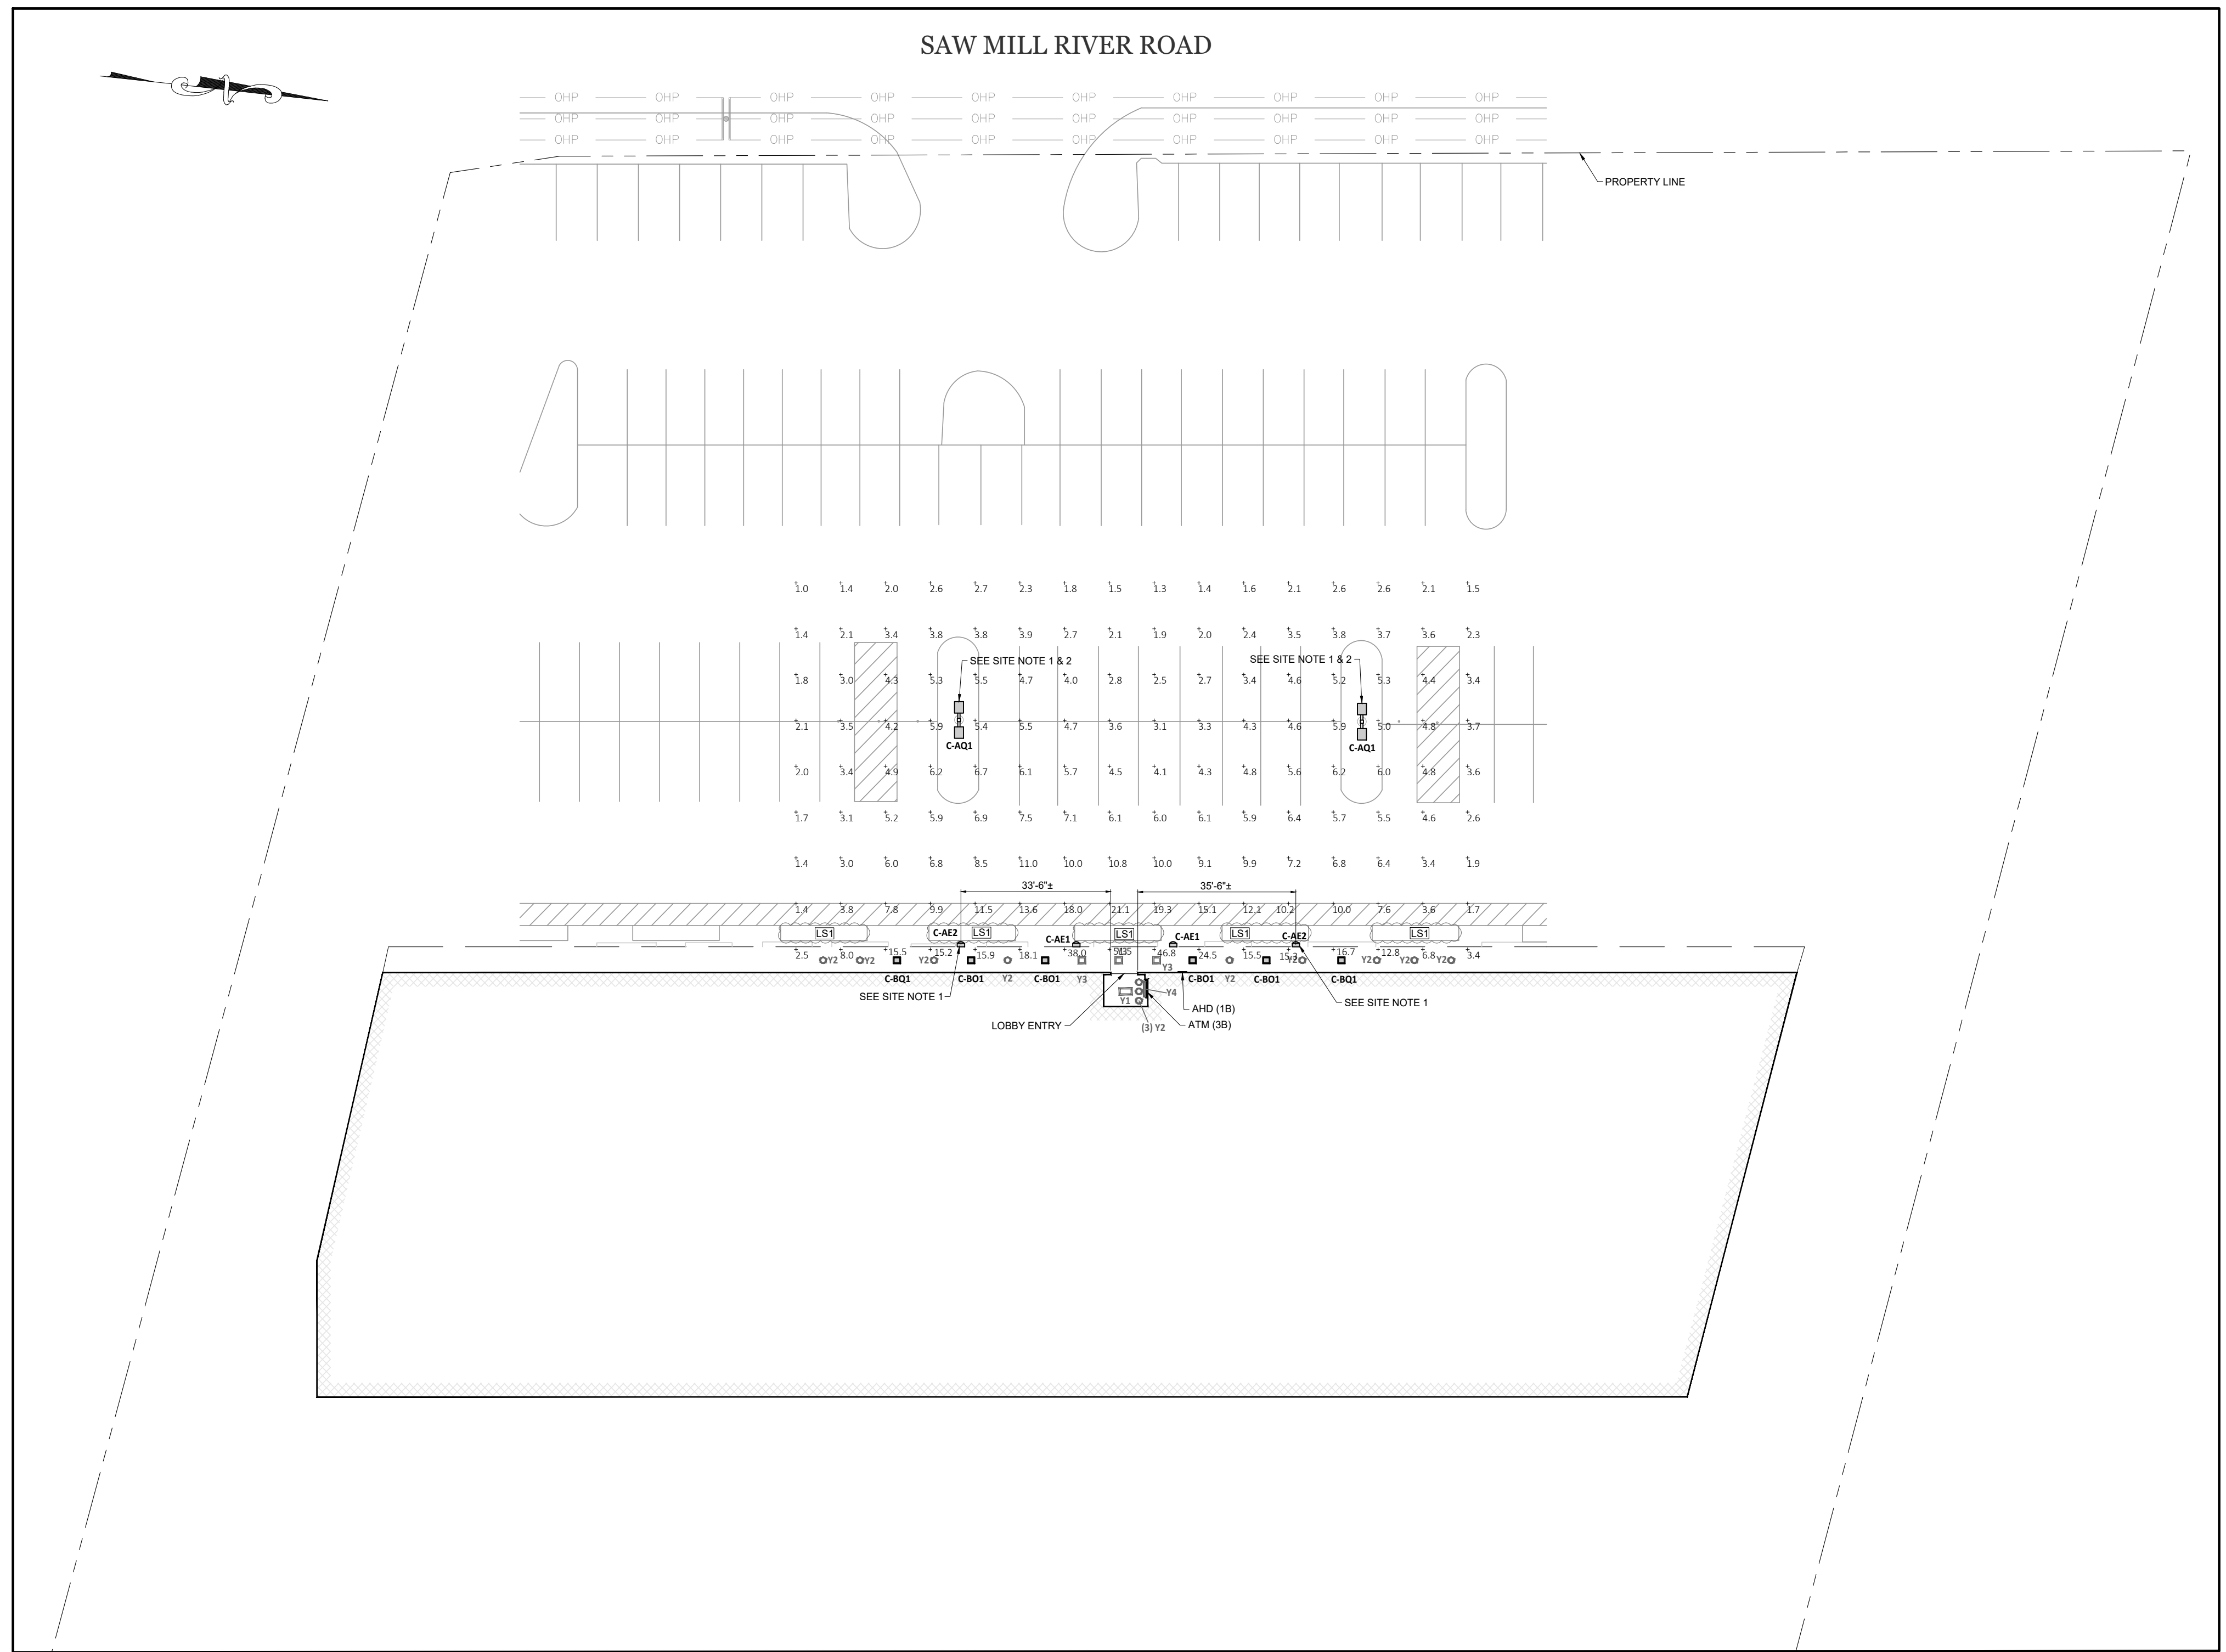 SAW MILL RIVER ROAD
OHP OHP OHP OHP OHP OHP OHP OHP OHP OHP
OHP OHP OHP OHP OHP OHP OHP OHP OHP OHP
OHP OHP OHP OHP OHP OHP OHP OHP OHP OHP
PROPERTY LINE
1.0 1.4 2.0 2.6 2.7 2.3 1.8 1.5 1.3 1.4 1.6 2.1 2.6 2.6 2.1 1.5
1.4 2.1 3.4 3.8 3.8 3.9 2.7 2.1 1.9 2.0 2.4 3.5 3.8 3.7 3.6 2.3
SEE SITE NOTE 1 & 2 SEE SITE NOTE 1 & 2
1.8 3.0 4.3 5.3 5.5 4.7 4.0 2.8 2.5 2.7 3.4 4.6 5.2 5.3 4.4 3.4
2.1 3.5 4.2 5.9 5.4 5.5 4.7 3.6 3.1 3.3 4.3 4.6 5.9 5.0 4.8 3.7
C-AQ1 C-AQ1
2.0 3.4 4.9 6.2 6.7 6.1 5.7 4.5 4.1 4.3 4.8 5.6 6.2 6.0 4.8 3.6
1.7 3.1 5.2 5.9 6.9 7.5 7.1 6.1 6.0 6.1 5.9 6.4 5.7 5.5 4.6 2.6
1.4 3.0 6.0 6.8 8.5 11.0 10.0 10.8 10.0 9.1 9.9 7.2 6.8 6.4 3.4 1.9
33'-6"± 35'-6"±
1.4 3.8 7.8 9.9 11.5 13.6 18.0 21.1 19.3 15.1 12.1 10.2 10.0 7.6 3.6 1.7
LS1 C-AE2 LS1 C-AE1 LS1 C-AE1 LS1 C-AE2 LS1
2.5 8.0 15.5 15.2 15.9 18.1 38.0 46.8 24.5 15.5 15.3 16.7 12.8 6.8 3.4
Y2 Y2 Y2 Y2 Y2 Y2 Y2
Y3
C-BQ1 C-BO1 Y2 C-BO1 Y3 C-BO1 Y2 C-BO1 C-BQ1
SEE SITE NOTE 1 Y1 Y4 SEE SITE NOTE 1
AHD (1B)
LOBBY ENTRY (3) Y2 ATM (3B)